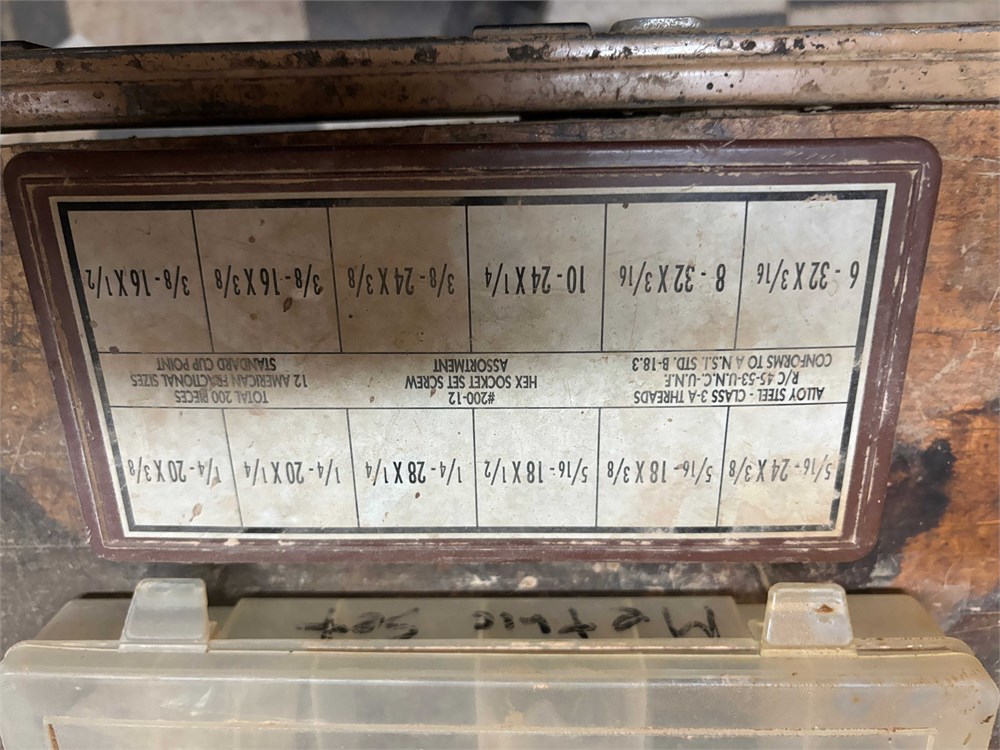 Metric Set
5/16 - 24 X 3/8
5/16 - 18 X 3/8
5/16 - 18 X 1/2
1/4 - 28 X 1/4
1/4 - 20 X 1/4
1/4 - 20 X 3/8
ALLOY STEEL - CLASS 3-A THREADS
R/C 45-53-U.N.C.-U.N.F.
CONFORMS TO A.N.S.I. STD. B-18.3
#200-12
HEX SOCKET SET SCREW
ASSORTMENT
TOTAL 200 PIECES
12 AMERICAN FRACTIONAL SIZES
STANDARD CUP POINT
6 - 32 X 3/16
8 - 32 X 3/16
10 - 24 X 1/4
3/8 - 24 X 3/8
3/8 - 16 X 3/8
3/8 - 16 X 1/2